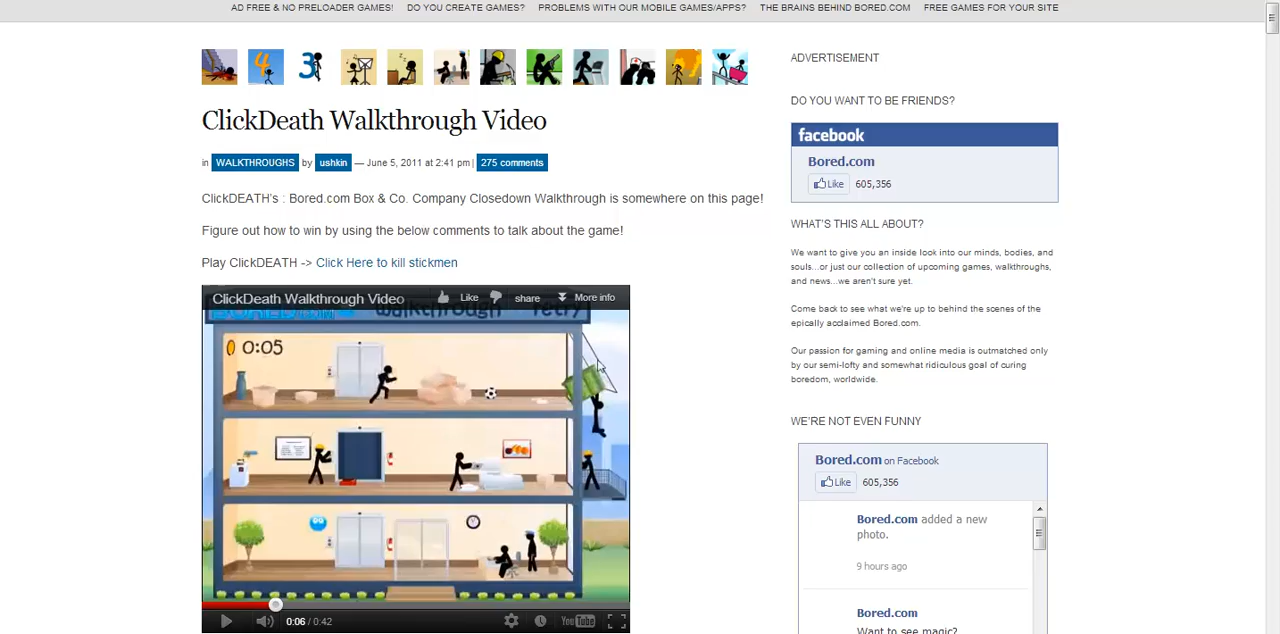 AD FREE & NO PRELOADER GAMES! DO YOU CREATE GAMES? PROBLEMS WITH OUR MOBILE GAMES/APPS? THE BRAINS BEHIND BORED.COM FREE GAMES FOR YOUR SITE
4
3
ClickDeath Walkthrough Video
in WALKTHROUGHS by ushkin — June 5, 2011 at 2:41 pm | 275 comments
ClickDEATH's : Bored.com Box & Co. Company Closedown Walkthrough is somewhere on this page!
Figure out how to win by using the below comments to talk about the game!
Play ClickDEATH -> Click Here to kill stickmen
ClickDeath Walkthrough Video Like share More info
walkthrough retry
0:05
0:06 / 0:42 YouTube
ADVERTISEMENT
DO YOU WANT TO BE FRIENDS?
facebook
Bored.com
Like 605,356
WHAT'S THIS ALL ABOUT?
We want to give you an inside look into our minds, bodies, and
souls...or just our collection of upcoming games, walkthroughs,
and news...we aren't sure yet.
Come back to see what we're up to behind the scenes of the
epically acclaimed Bored.com.
Our passion for gaming and online media is outmatched only
by our semi-lofty and somewhat ridiculous goal of curing
boredom, worldwide.
WE'RE NOT EVEN FUNNY
Bored.com on Facebook
Like 605,356
Bored.com added a new
photo.
9 hours ago
Bored.com
Want to see magic?